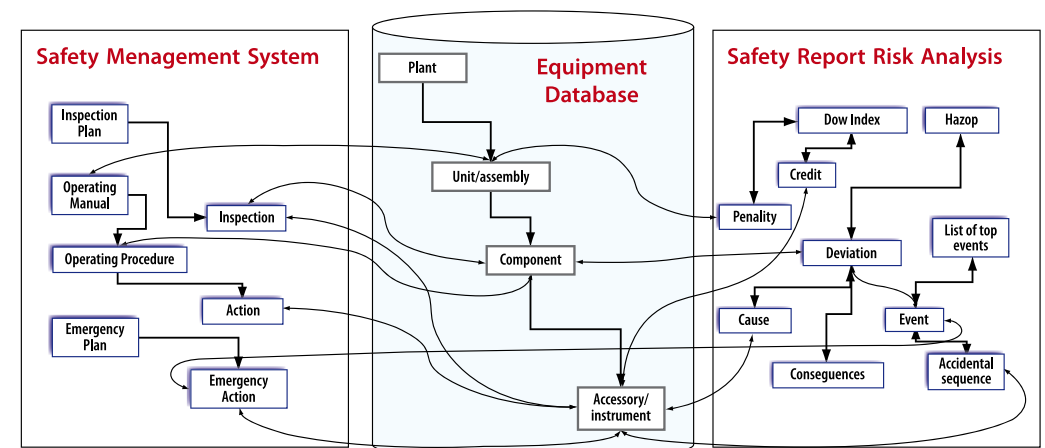 Safety Menagement System
Inspection
Plan
Operating
Manual
Inspection
Operating Procedure
Action
Emergency
Plan
Emergency
Action
Equipment
Database
Plant
Unit/assembly
Component
Accessory/
instrument
Safety Report Risk Analysis
Dow Index
Hazop
Credit
Penality
List of top
events
Deviation
Cause
Event
Conseguences
Accidental
sequence